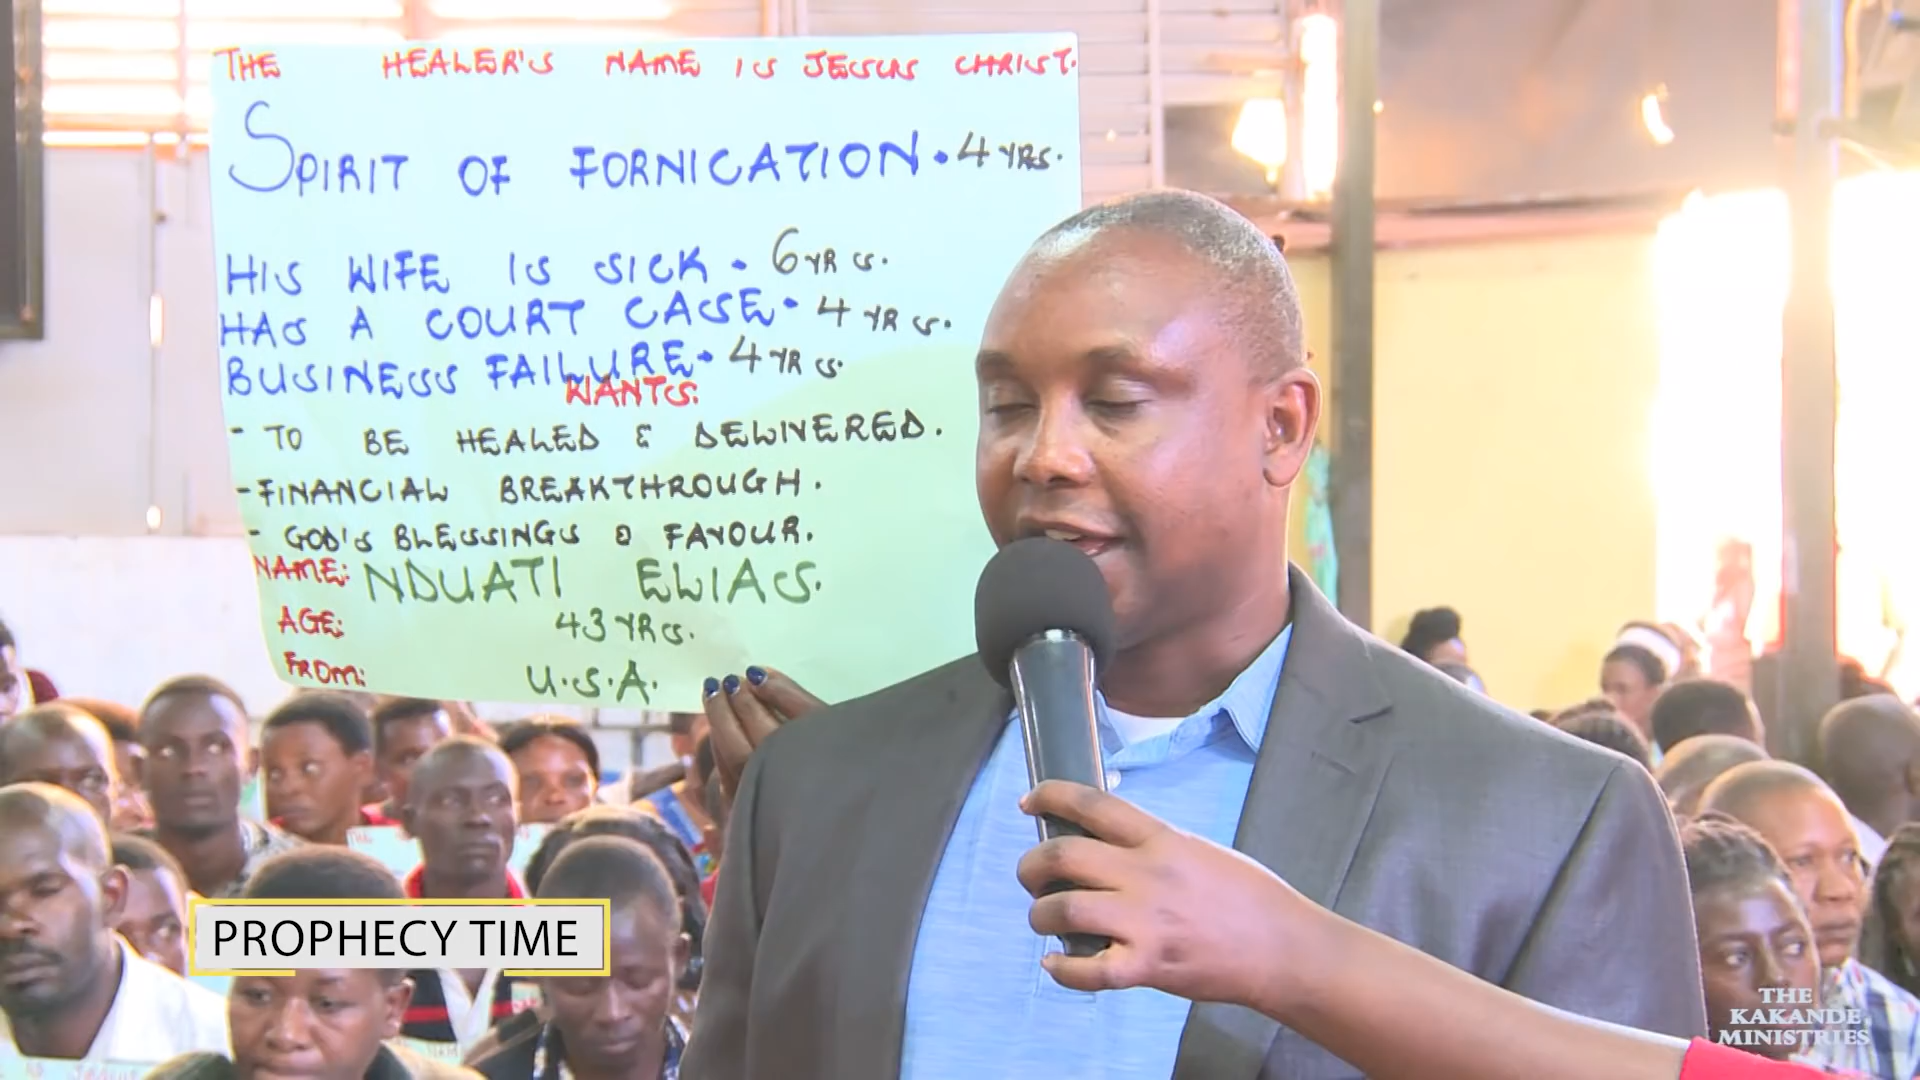 THE HEALER'S NAME IS JESUS CHRIST.
SPIRIT OF FORNICATION. 4 YRS.
HIS WIFE IS SICK. 6 YRS.
HAS A COURT CASE. 4 YRS.
BUSINESS FAILURE. 4 YRS.
WANTS:
- TO BE HEALED & DELIVERED.
- FINANCIAL BREAKTHROUGH.
- GOD'S BLESSINGS & FAVOUR.
NAME: NDUATI ELIAS.
AGE: 43 YRS.
FROM: U.S.A.
PROPHECY TIME
THE
KAKANDE
MINISTRIES